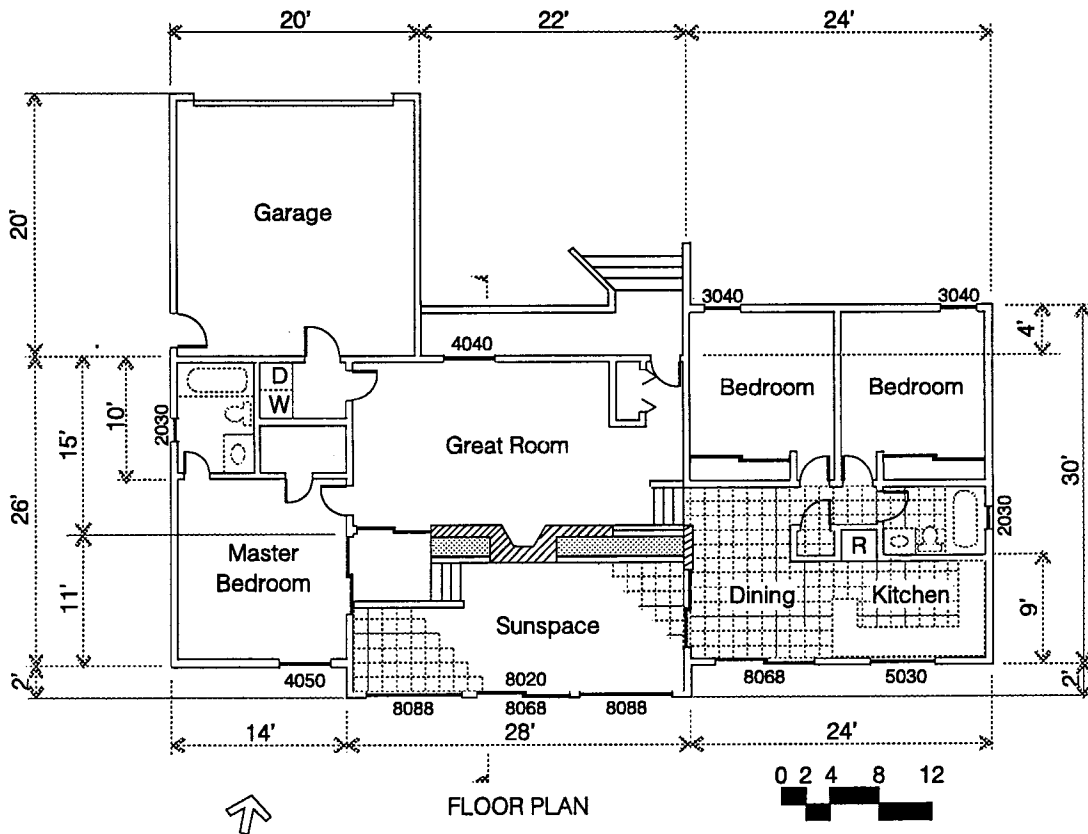 20' 22' 24'
20'
Garage
3040 3040
4'
4040
D
W
Bedroom Bedroom
10'
2030
15'
Great Room
30'
26'
2030
R
Master
Bedroom
11'
Dining Kitchen
9'
Sunspace
2'
4050
8020
8088 8068 8088
8068 5030
2'
14' 28' 24'
0 2 4 8 12
FLOOR PLAN